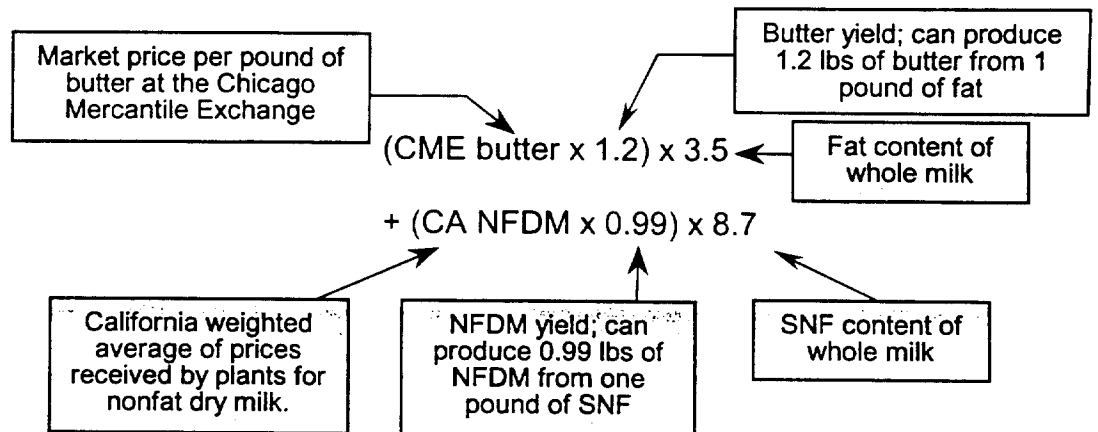 Market price per pound of
butter at the Chicago
Mercantile Exchange
Butter yield; can produce
1.2 lbs of butter from 1
pound of fat
(CME butter x 1.2) x 3.5
Fat content of
whole milk
+ (CA NFDM x 0.99) x 8.7
California weighted
average of prices
received by plants for
nonfat dry milk.
NFDM yield; can
produce 0.99 lbs of
NFDM from one
pound of SNF
SNF content of
whole milk